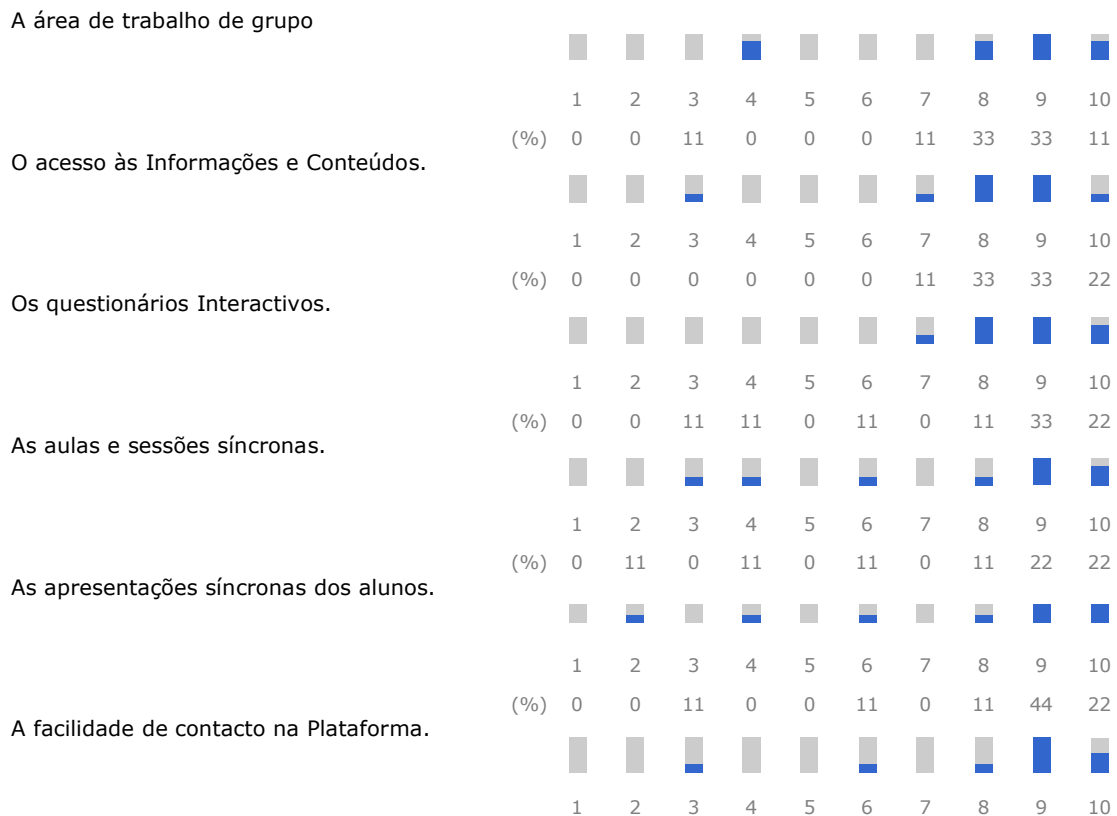 A área de trabalho de grupo
1 2 3 4 5 6 7 8 9 10
(%) 0 0 11 0 0 0 11 33 33 11
O acesso às Informações e Conteúdos.
1 2 3 4 5 6 7 8 9 10
(%) 0 0 0 0 0 0 11 33 33 22
Os questionários Interactivos.
1 2 3 4 5 6 7 8 9 10
(%) 0 0 11 11 0 11 0 11 33 22
As aulas e sessões síncronas.
1 2 3 4 5 6 7 8 9 10
(%) 0 11 0 11 0 11 0 11 22 22
As apresentações síncronas dos alunos.
1 2 3 4 5 6 7 8 9 10
(%) 0 0 11 0 0 11 0 11 44 22
A facilidade de contacto na Plataforma.
1 2 3 4 5 6 7 8 9 10